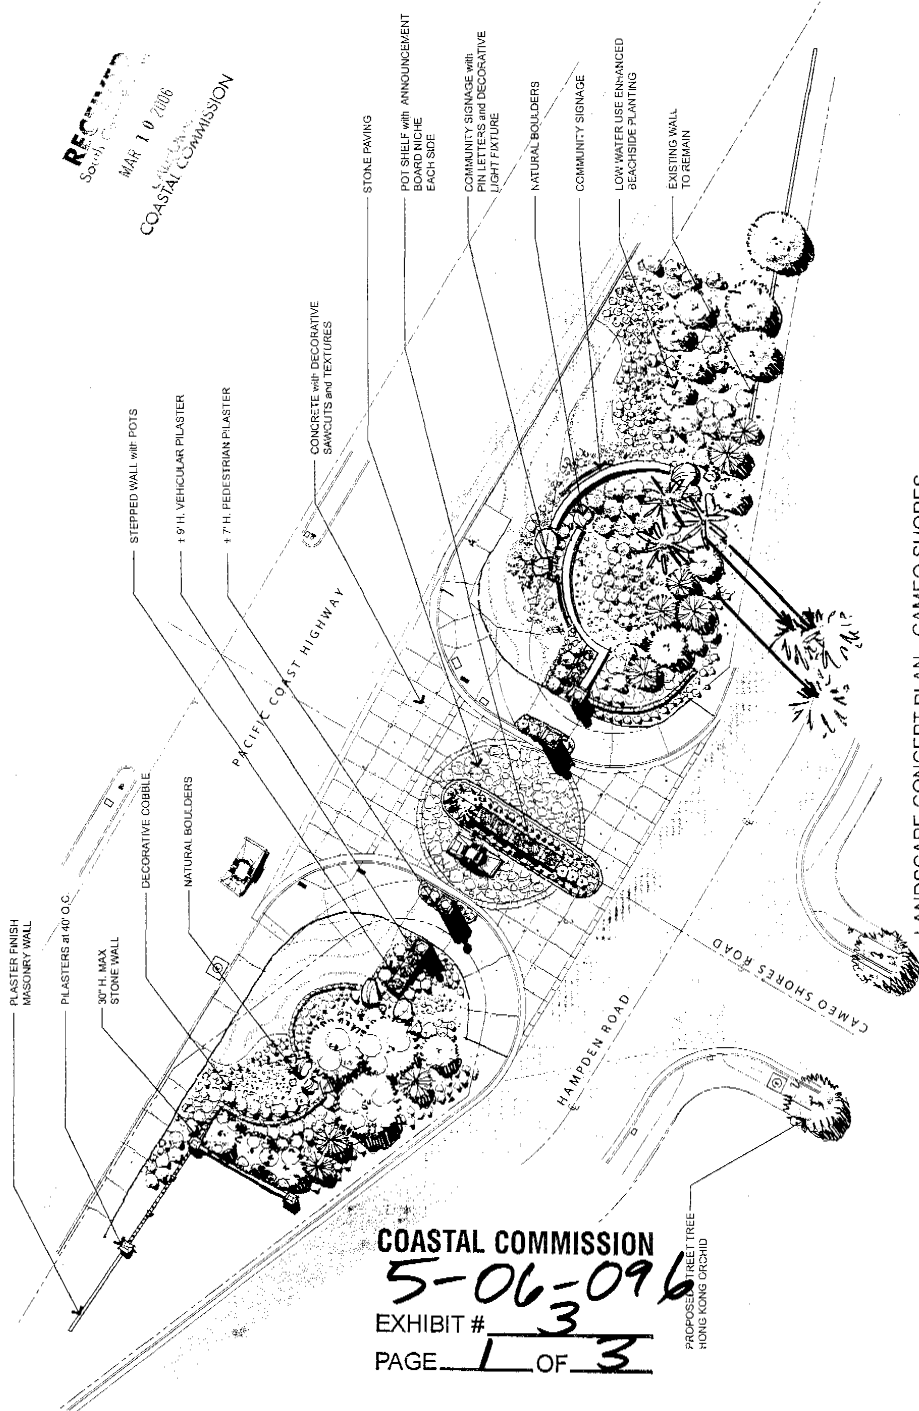 RECEIVED
South
MAR 10 2006
COASTAL COMMISSION
PLASTER FINISH
MASONRY WALL
PILASTERS at 40' O.C.
30" H. MAX
STONE WALL
DECORATIVE COBBLE
NATURAL BOULDERS
STEPPED WALL with POTS
± 9' H. VEHICULAR PILASTER
± 7' H. PEDESTRIAN PILASTER
CONCRETE with DECORATIVE
SAWCUTS and TEXTURES
STONE PAVING
POT SHELF with ANNOUNCEMENT
BOARD NICHE
EACH SIDE
COMMUNITY SIGNAGE with
PIN LETTERS and DECORATIVE
LIGHT FIXTURE
NATURAL BOULDERS
COMMUNITY SIGNAGE
LOW WATER USE ENHANCED
BEACHSIDE PLANTING
EXISTING WALL
TO REMAIN
PACIFIC COAST HIGHWAY
HAMPDEN ROAD
CAMEO SHORES ROAD
PROPOSED STREET TREE
HONG KONG ORCHID
LANDSCAPE CONCEPT PLAN - CAMEO SHORES
COASTAL COMMISSION
5-06-096
EXHIBIT # 3
PAGE 1 OF 3